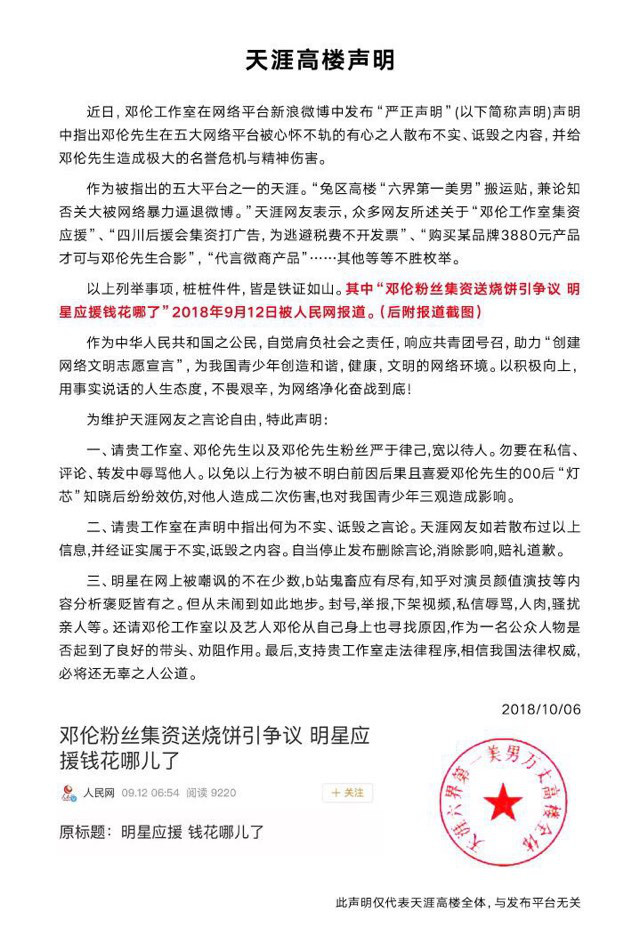 天涯高楼声明
近日，邓伦工作室在网络平台新浪微博中发布“严正声明”(以下简称声明)声明
中指出邓伦先生在五大网络平台被心怀不轨的有心之人散布不实、诋毁之内容，并给
邓伦先生造成极大的名誉危机与精神伤害。
作为被指出的五大平台之一的天涯。“兔区高楼“六界第一美男”搬运贴，兼论知
否关大被网络暴力逼退微博。”天涯网友表示，众多网友所述关于“邓伦工作室集资
应援”、“四川后援会集资打广告，为逃避税费不开发票”、“购买某品牌3880元产品
才可与邓伦先生合影”，“代言微商产品”……其他等等不胜枚举。
以上列举事项，桩桩件件，皆是铁证如山。其中“邓伦粉丝集资送烧饼引争议 明
星应援钱花哪了”2018年9月12日被人民网报道。（后附报道截图）
作为中华人民共和国之公民，自觉肩负社会之责任，响应共青团号召，助力“创建
网络文明志愿宣言”，为我国青少年创造和谐，健康，文明的网络环境。以积极向上，
用事实说话的人生态度，不畏艰辛，为网络净化奋战到底！
为维护天涯网友之言论自由，特此声明：
一、请贵工作室、邓伦先生以及邓伦先生粉丝严于律己,宽以待人。勿要在私信、
评论、转发中辱骂他人。以免以上行为被不明白前因后果且喜爱邓伦先生的00后“灯
芯”知晓后纷纷效仿,对他人造成二次伤害,也对我国青少年三观造成影响。
二、请贵工作室在声明中指出何为不实、诋毁之言论。天涯网友如若散布过以上
信息,并经证实属于不实,诋毁之内容。自当停止发布删除言论,消除影响,赔礼道歉。
三、明星在网上被嘲讽的不在少数,b站鬼畜应有尽有,知乎对演员颜值演技等内
容分析褒贬皆有之。但从未闹到如此地步。封号,举报,下架视频,私信辱骂,人肉,骚扰
亲人等。还请邓伦工作室以及艺人邓伦从自己身上也寻找原因,作为一名公众人物是
否起到了良好的带头、劝阻作用。最后,支持贵工作室走法律程序,相信我国法律权威,
必将还无辜之人公道。
2018/10/06
邓伦粉丝集资送烧饼引争议 明星应
援钱花哪儿了
人民网 09.12 06:54 阅读 9220
+ 关注
原标题：明星应援 钱花哪儿了
天涯六界第一美男万丈高楼全体
此声明仅代表天涯高楼全体，与发布平台无关